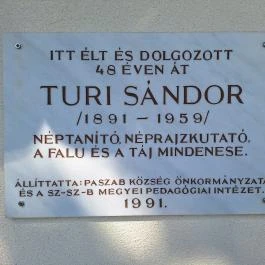 ITT ÉLT ÉS DOLGOZOTT
48 ÉVEN ÁT
TURI SÁNDOR
/1891 – 1959/
NÉPTANÍTÓ, NÉPRAJZKUTATÓ,
A FALU ÉS A TÁJ MINDENESE.
ÁLLÍTTATTA: PASZAB KÖZSÉG ÖNKORMÁNYZATA
ÉS A SZ-SZ-B MEGYEI PEDAGÓGIAI INTÉZET.
1991.